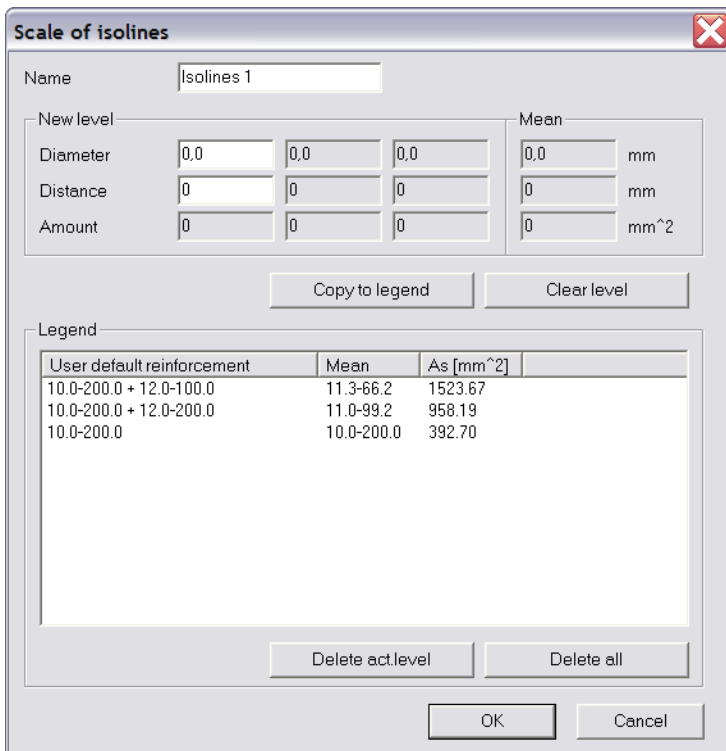 Scale of isolines
Name Isolines 1
New level Mean
Diameter 0,0 0,0 0,0 0,0 mm
Distance 0 0 0 0 mm
Amount 0 0 0 0 mm^2
Copy to legend Clear level
Legend
User default reinforcement Mean As [mm^2]
10.0-200.0 + 12.0-100.0 11.3-66.2 1523.67
10.0-200.0 + 12.0-200.0 11.0-99.2 958.19
10.0-200.0 10.0-200.0 392.70
Delete act.level Delete all
OK Cancel